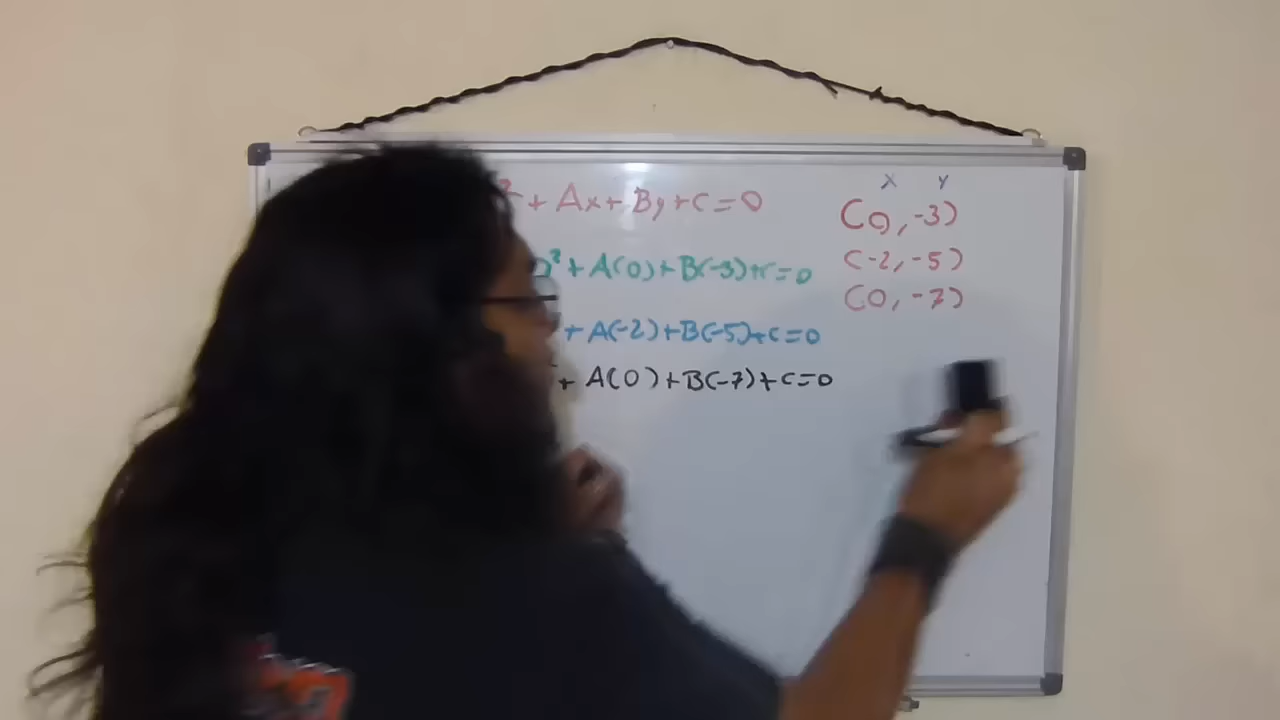 X Y
² + Ax + By + C = 0 (0, -3)
)² + A(0) + B(-3) + C = 0 (-2, -5)
(0, -7)
+ A(-2) + B(-5) + C = 0
+ A(0) + B(-7) + C = 0